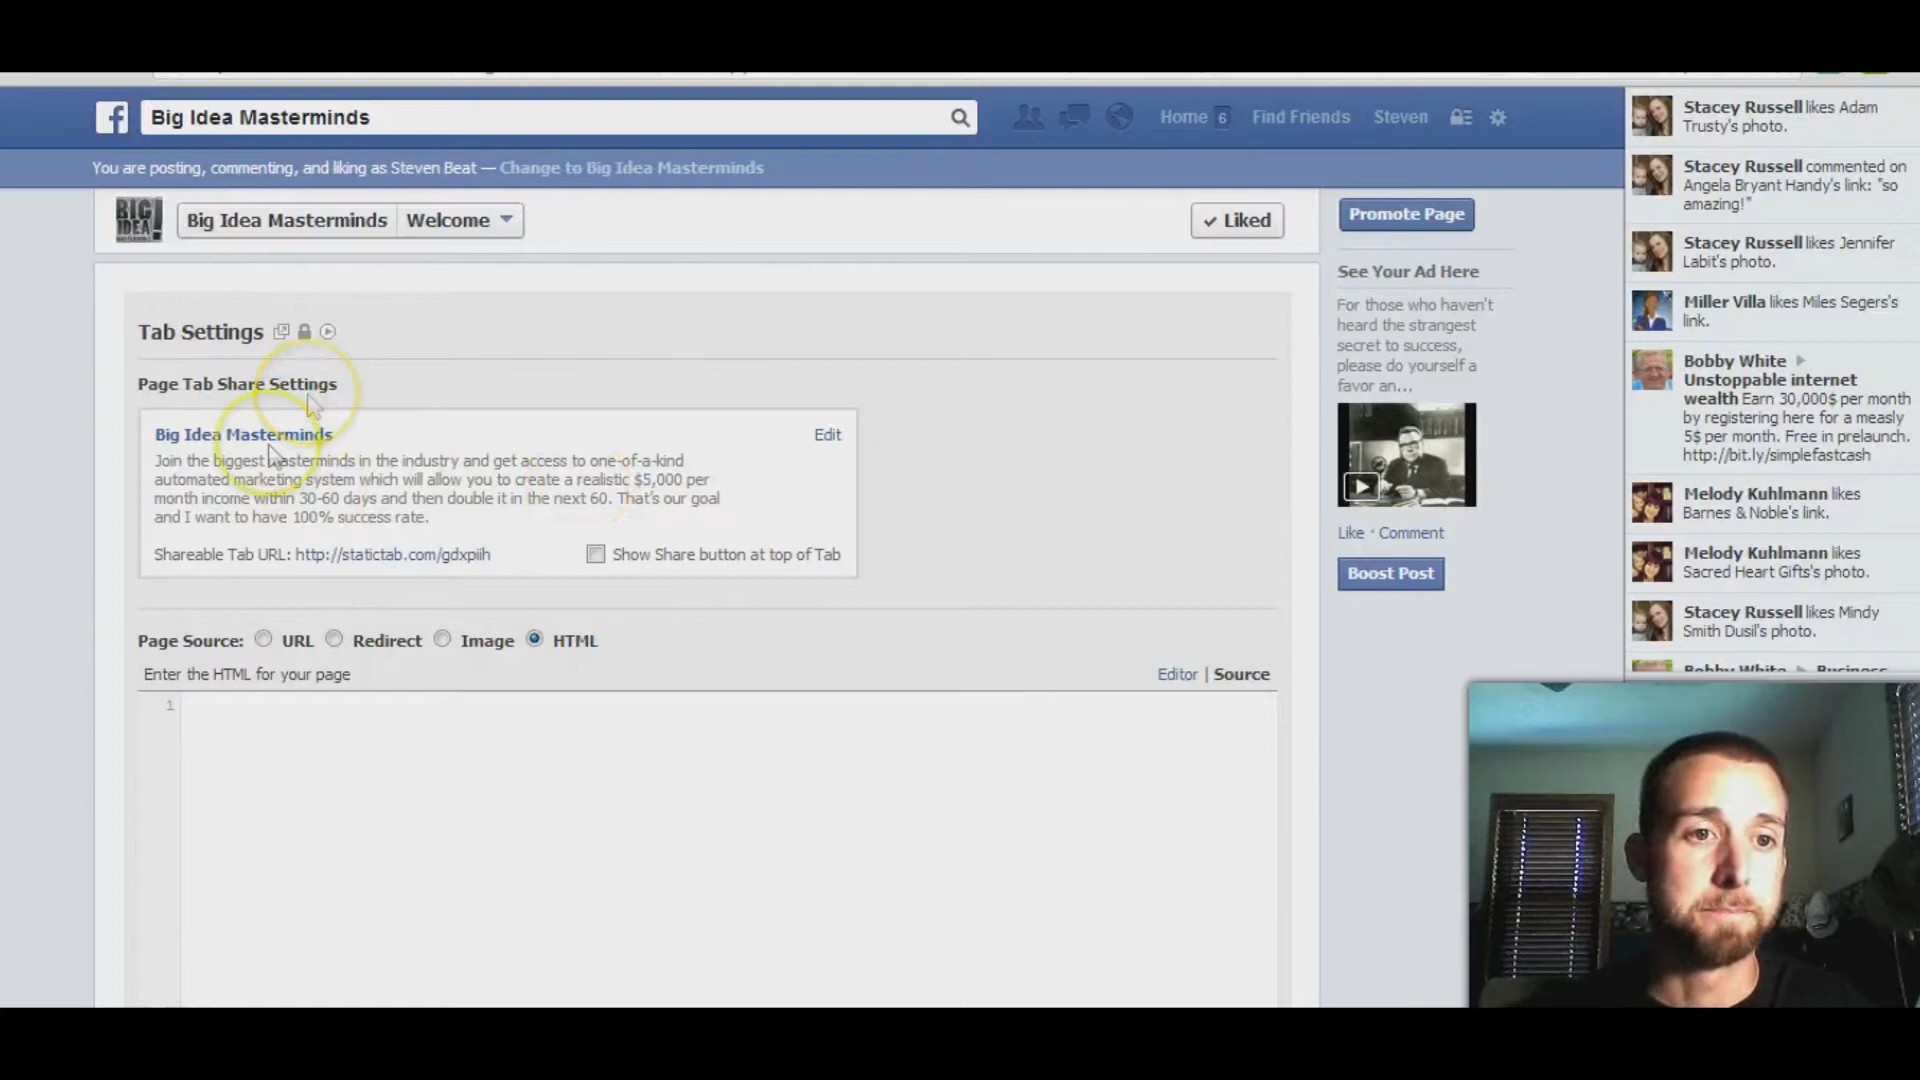 Big Idea Masterminds
Home 6 Find Friends Steven
You are posting, commenting, and liking as Steven Beat — Change to Big Idea Masterminds
BIG
IDEA!
Big Idea Masterminds Welcome
Liked
Tab Settings
Page Tab Share Settings
Big Idea Masterminds
Edit
Join the biggest masterminds in the industry and get access to one-of-a-kind
automated marketing system which will allow you to create a realistic $5,000 per
month income within 30-60 days and then double it in the next 60. That's our goal
and I want to have 100% success rate.
Shareable Tab URL: http://statictab.com/gdxpiih
Show Share button at top of Tab
Page Source: URL Redirect Image HTML
Enter the HTML for your page
Editor | Source
1
Promote Page
See Your Ad Here
For those who haven't
heard the strangest
secret to success,
please do yourself a
favor an...
Like · Comment
Boost Post
Stacey Russell likes Adam
Trusty's photo.
Stacey Russell commented on
Angela Bryant Handy's link: "so
amazing!"
Stacey Russell likes Jennifer
Labit's photo.
Miller Villa likes Miles Segers's
link.
Bobby White
Unstoppable internet
wealth Earn 30,000$ per month
by registering here for a measly
5$ per month. Free in prelaunch.
http://bit.ly/simplefastcash
Melody Kuhlmann likes
Barnes & Noble's link.
Melody Kuhlmann likes
Sacred Heart Gifts's photo.
Stacey Russell likes Mindy
Smith Dusil's photo.
Bobby White Business